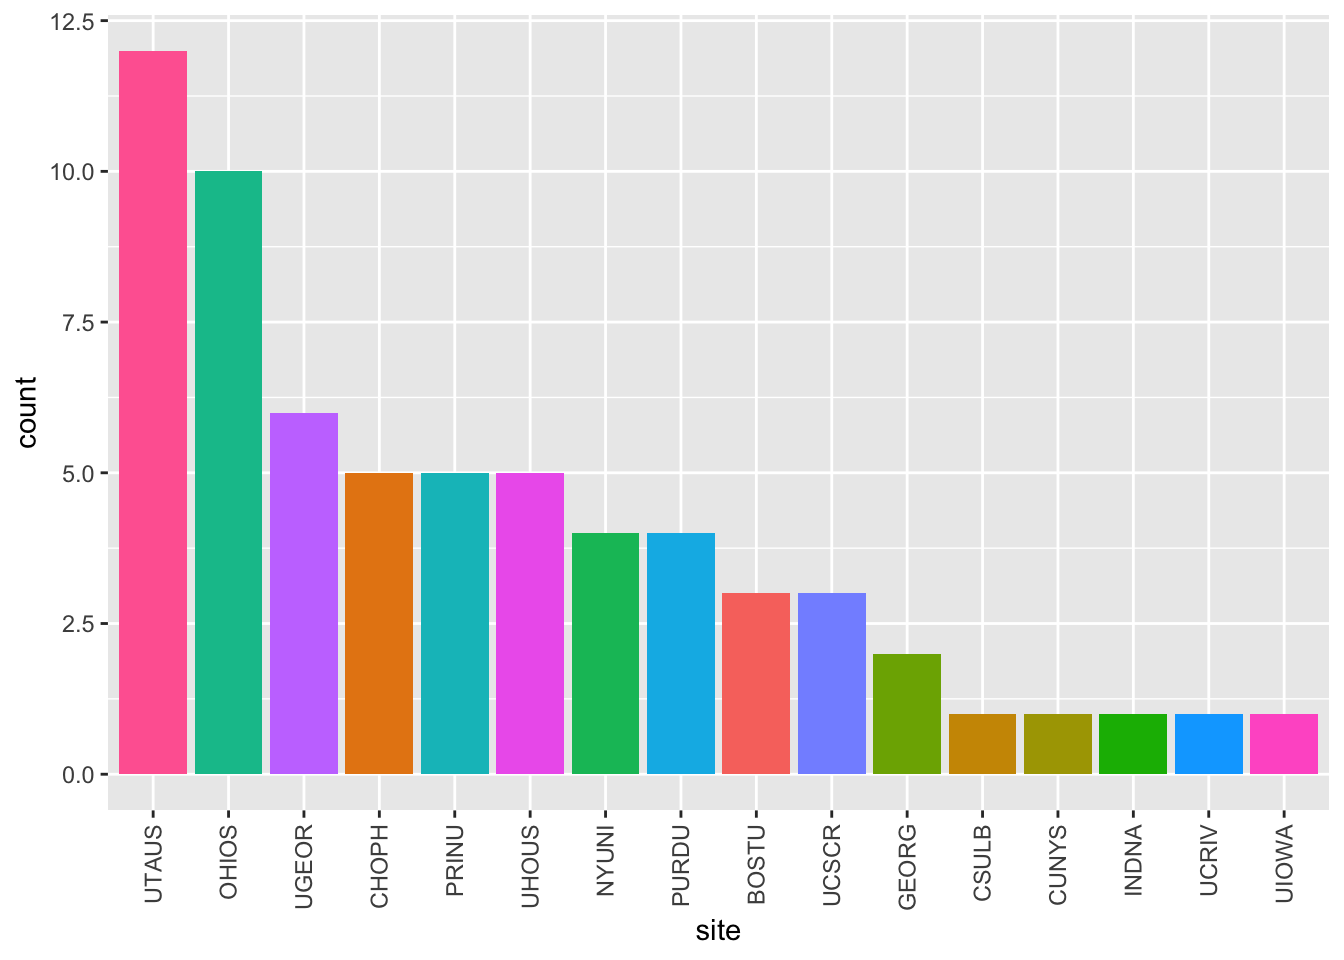 12.5
10.0
7.5
5.0
2.5
0.0
count
UTAUS
OHIOS
UGEOR
CHOPH
PRINU
UHOUS
NYUNI
PURDU
BOSTU
UCSCR
GEORG
CSULB
CUNYS
INDNA
UCRIV
UIOWA
site